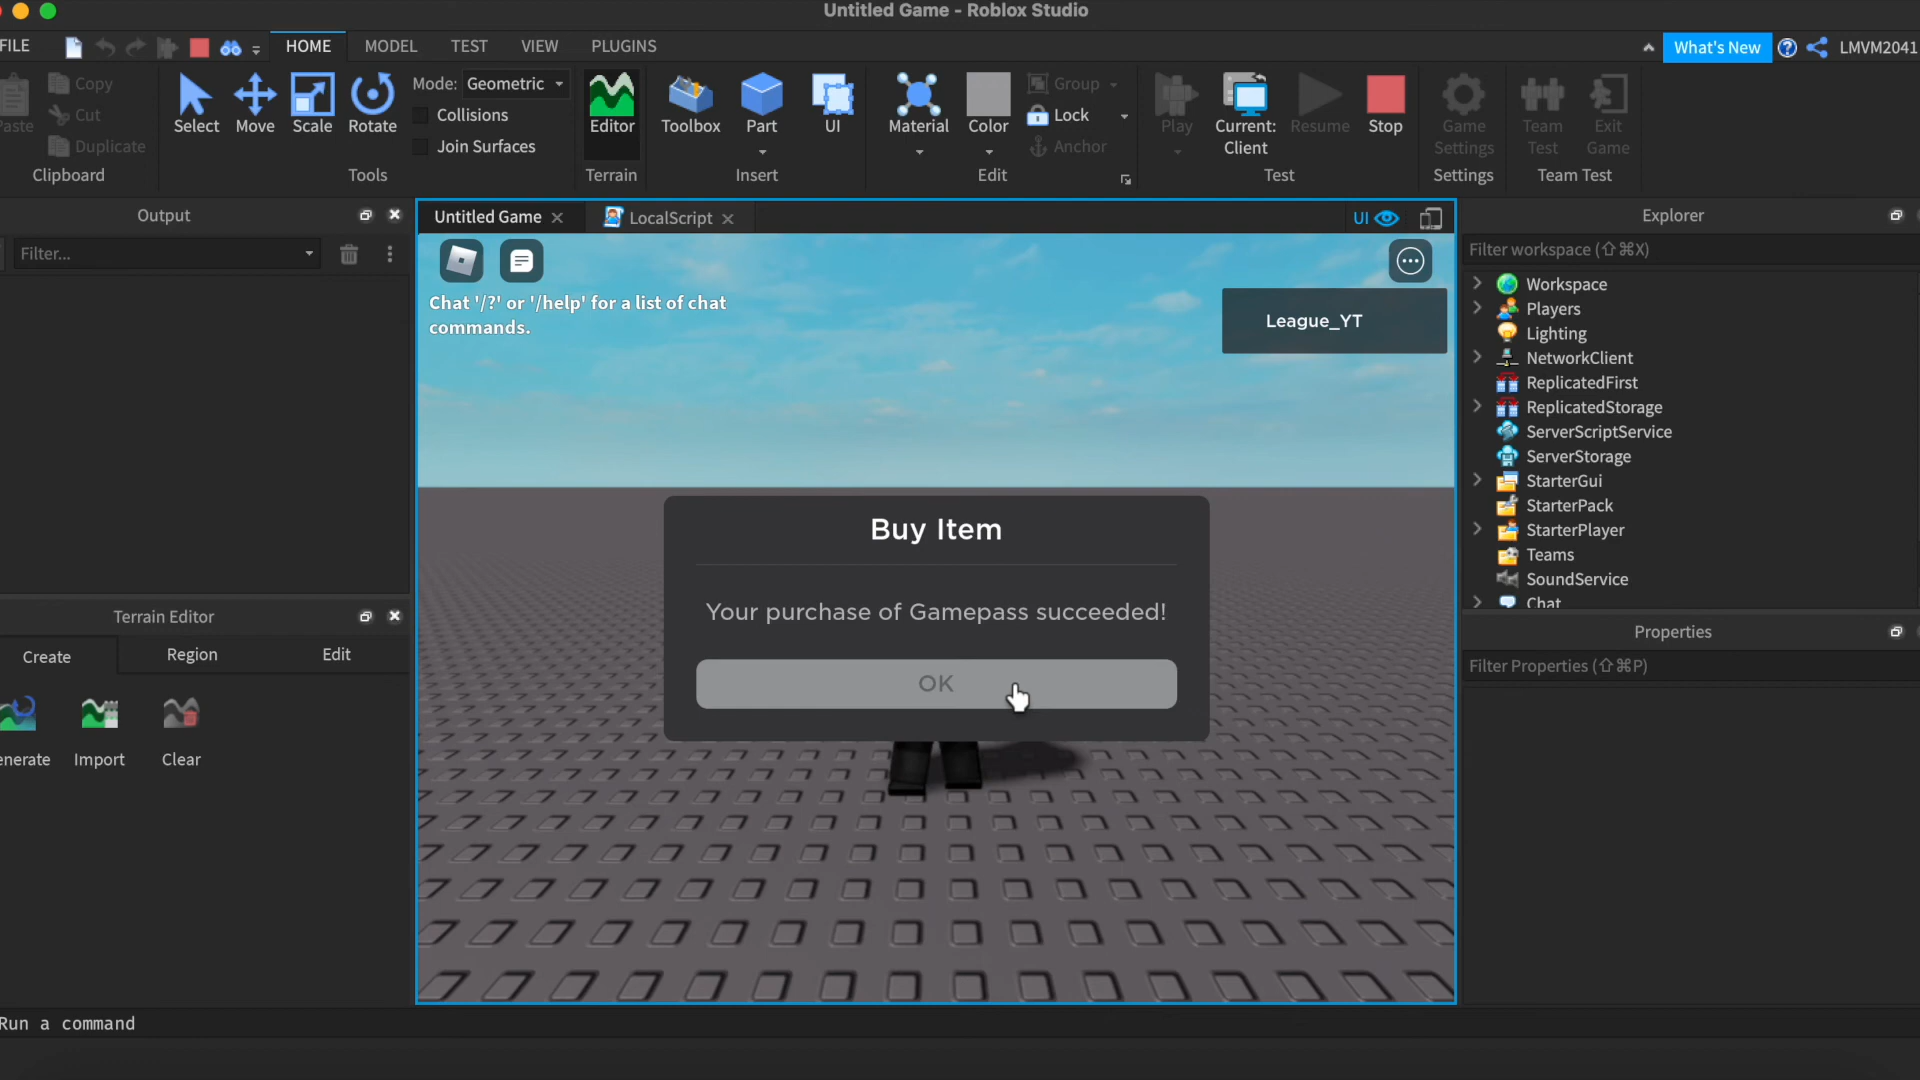 Untitled Game - Roblox Studio
FILE
HOME
MODEL
TEST
VIEW
PLUGINS
What's New
LMVM2041
Paste
Copy
Cut
Duplicate
Clipboard
Select
Move
Scale
Rotate
Mode: Geometric
Collisions
Join Surfaces
Tools
Editor
Terrain
Toolbox
Part
UI
Insert
Material
Color
Group
Lock
Anchor
Edit
Play
Current:
Client
Resume
Stop
Test
Game
Settings
Settings
Team
Test
Exit
Game
Team Test
Output
Filter...
Untitled Game
LocalScript
UI
Chat '/?' or '/help' for a list of chat
commands.
League_YT
Buy Item
Your purchase of Gamepass succeeded!
OK
Terrain Editor
Create
Region
Edit
enerate
Import
Clear
Explorer
Filter workspace (⇧⌘X)
Workspace
Players
Lighting
NetworkClient
ReplicatedFirst
ReplicatedStorage
ServerScriptService
ServerStorage
StarterGui
StarterPack
StarterPlayer
Teams
SoundService
Chat
Properties
Filter Properties (⇧⌘P)
Run a command